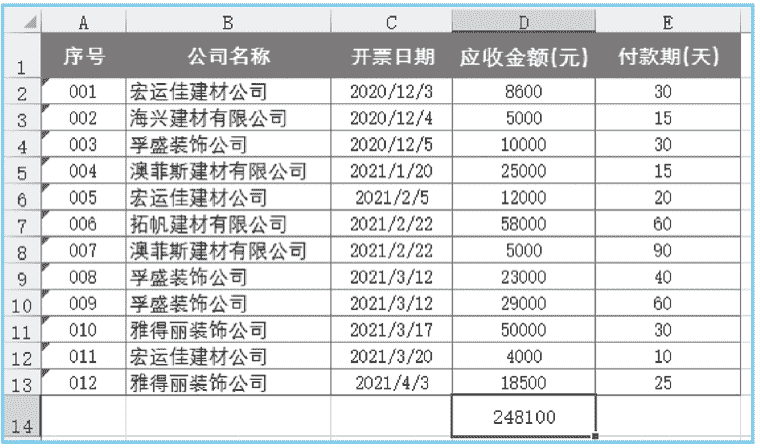 A B C D E
1 序号 公司名称 开票日期 应收金额(元) 付款期(天)
2 001 宏运佳建材公司 2020/12/3 8600 30
3 002 海兴建材有限公司 2020/12/4 5000 15
4 003 孚盛装饰公司 2020/12/5 10000 30
5 004 澳菲斯建材有限公司 2021/1/20 25000 15
6 005 宏运佳建材公司 2021/2/5 12000 20
7 006 拓帆建材有限公司 2021/2/22 58000 60
8 007 澳菲斯建材有限公司 2021/2/22 5000 90
9 008 孚盛装饰公司 2021/3/12 23000 40
10 009 孚盛装饰公司 2021/3/12 29000 60
11 010 雅得丽装饰公司 2021/3/17 50000 30
12 011 宏运佳建材公司 2021/3/20 4000 10
13 012 雅得丽装饰公司 2021/4/3 18500 25
14 248100